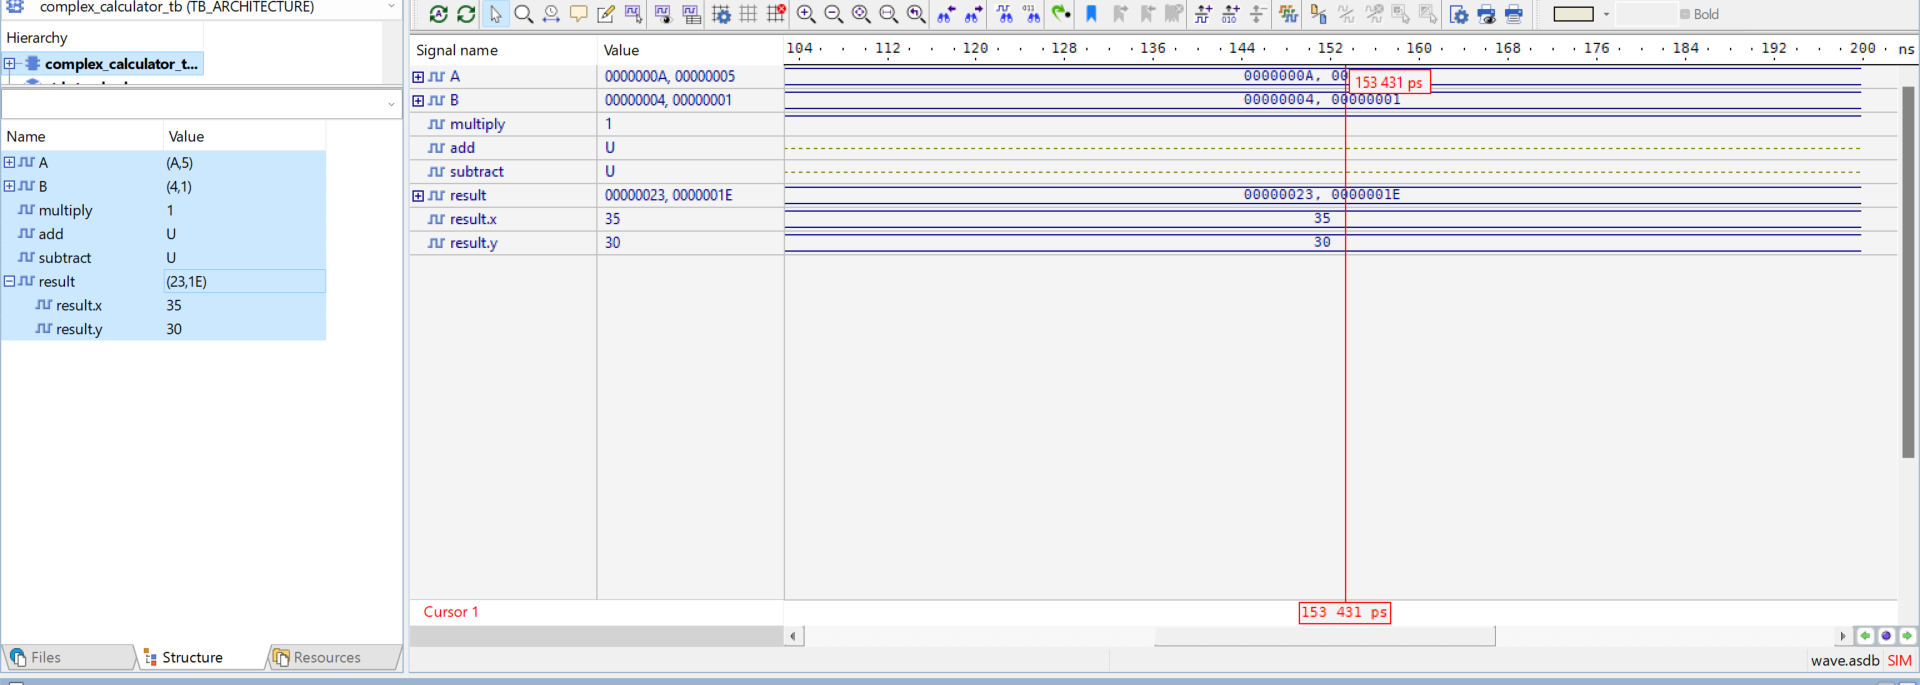 complex_calculator_tb (TB_ARCHITECTURE)
Hierarchy
complex_calculator_t...
Name Value
A (A,5)
B (4,1)
multiply 1
add U
subtract U
result (23,1E)
result.x 35
result.y 30
Files Structure Resources
Bold
Signal name Value 104 112 120 128 136 144 152 160 168 176 184 192 200 ns
A 0000000A, 00000005 0000000A, 00
153 431 ps
B 00000004, 00000001 00000004, 00000001
multiply 1
add U
subtract U
result 00000023, 0000001E 00000023, 0000001E
result.x 35 35
result.y 30 30
Cursor 1 153 431 ps
wave.asdb SIM